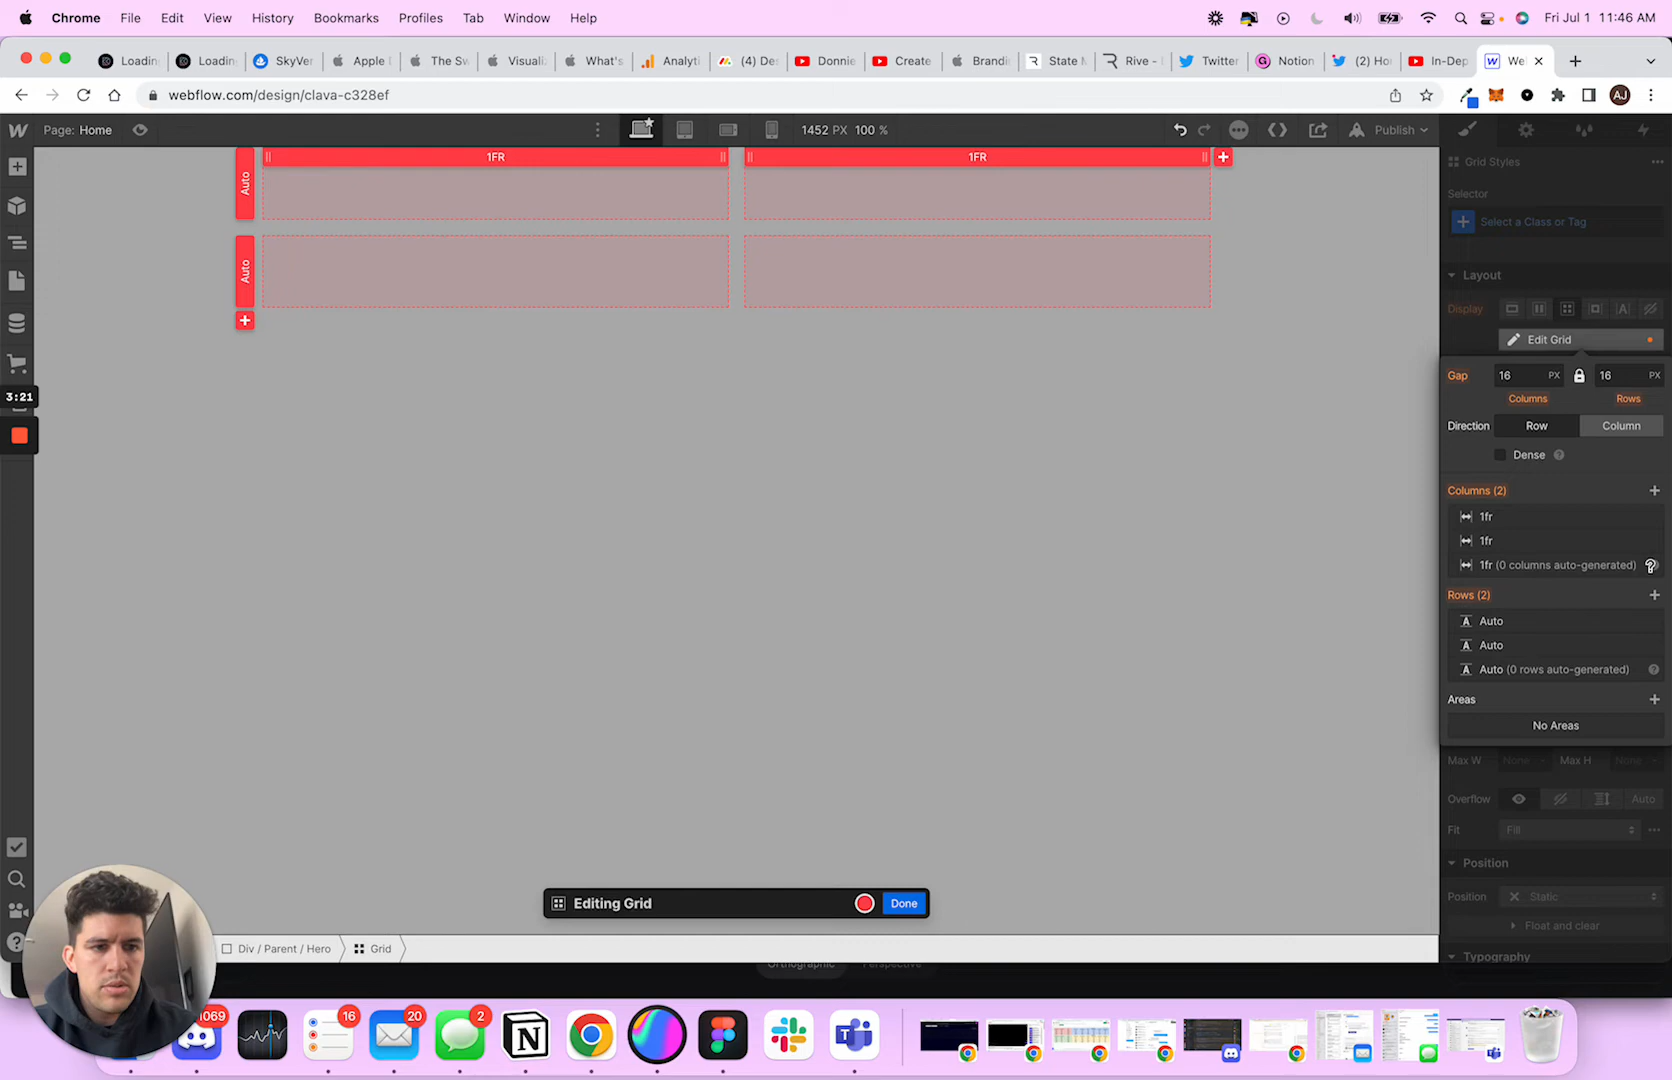 Chrome File Edit View History Bookmarks Profiles Tab Window Help
Fri Jul 1 11:46 AM
Loading
Loading
SkyVer
Apple
The Sw
Visuali
What's
Analyti
(4) Des
Donnie
Create
Brandi
State M
Rive -
Twitter
Notion
(2) Ho
In-Dep
We
webflow.com/design/clava-c328ef
AJ
Page: Home
1452 PX 100 %
Publish
1FR
1FR
Auto
Auto
3:21
Grid Styles
Selector
Select a Class or Tag
Layout
Display
Edit Grid
Gap 16 PX 16 PX
Columns Rows
Direction Row Column
Dense
Columns (2)
1fr
1fr
1fr (0 columns auto-generated)
Rows (2)
Auto
Auto
Auto (0 rows auto-generated)
Areas
No Areas
Max W None Max H None
Overflow Auto
Fit Fill
Position
Position Static
Float and clear
Typography
Editing Grid Done
Div / Parent / Hero Grid
Orthographic Perspective
1069
16
20
2